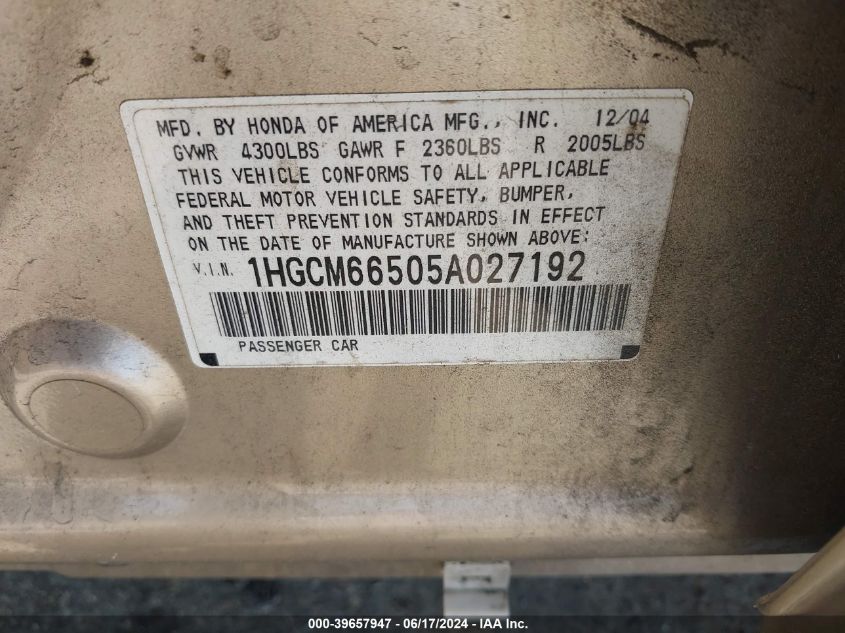 MFD. BY HONDA OF AMERICA MFG., INC. 12/04
GVWR 4300LBS GAWR F 2360LBS R 2005LBS
THIS VEHICLE CONFORMS TO ALL APPLICABLE
FEDERAL MOTOR VEHICLE SAFETY, BUMPER,
AND THEFT PREVENTION STANDARDS IN EFFECT
ON THE DATE OF MANUFACTURE SHOWN ABOVE:
V.I.N. 1HGCM66505A027192
PASSENGER CAR
000-39657947 - 06/17/2024 - IAAI.com